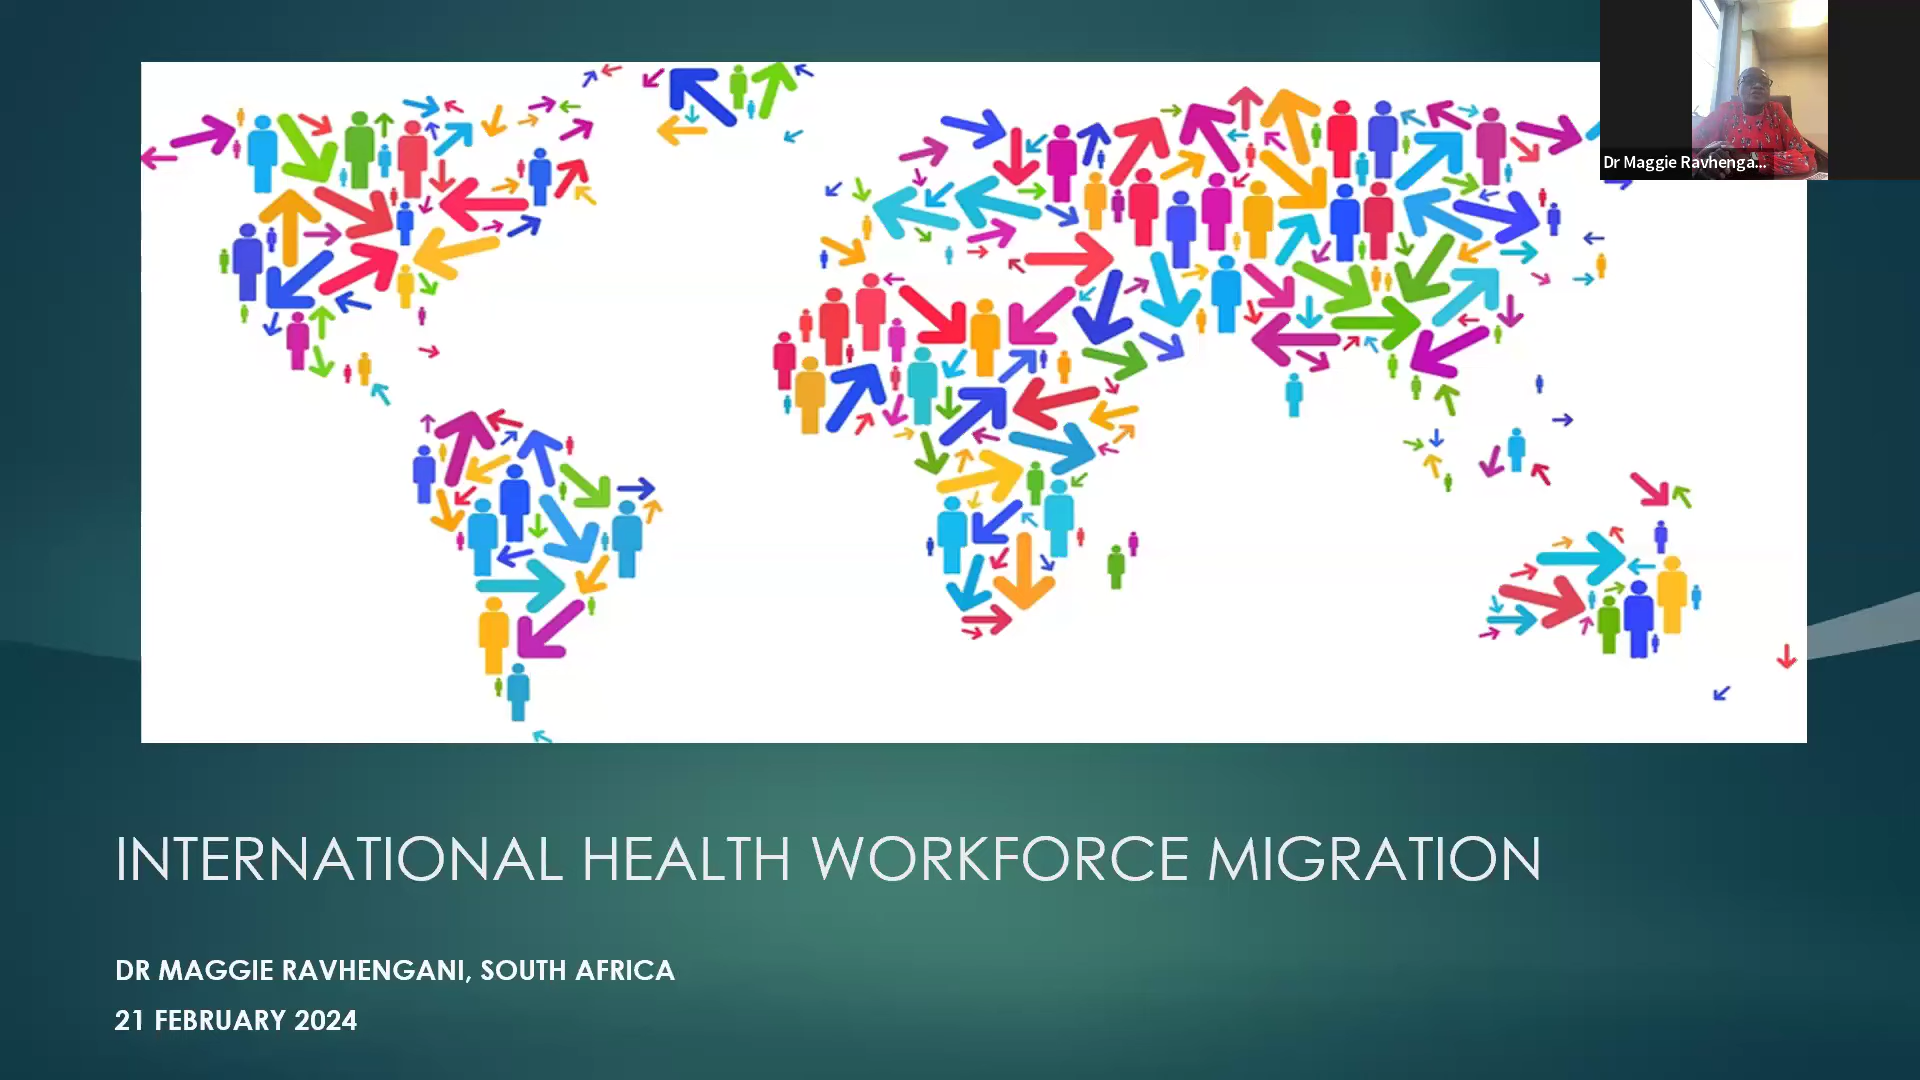 Dr Maggie Ravhenga...
INTERNATIONAL HEALTH WORKFORCE MIGRATION
DR MAGGIE RAVHENGANI, SOUTH AFRICA
21 FEBRUARY 2024